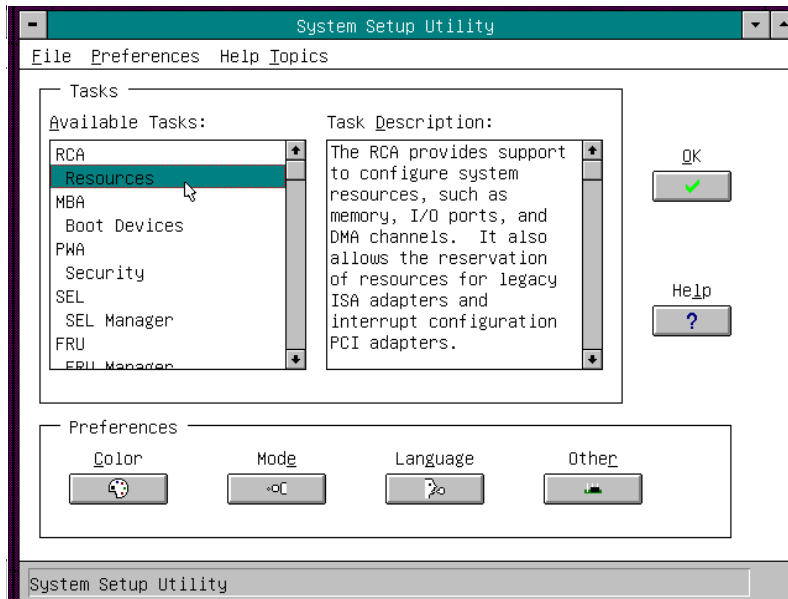 System Setup Utility
File Preferences Help Topics
Tasks
Available Tasks:
RCA
Resources
MBA
Boot Devices
PWA
Security
SEL
SEL Manager
FRU
FRU Manager
Task Description:
The RCA provides support
to configure system
resources, such as
memory, I/O ports, and
DMA channels. It also
allows the reservation
of resources for legacy
ISA adapters and
interrupt configuration
PCI adapters.
OK
Help
?
Preferences
Color Mode Language Other
System Setup Utility